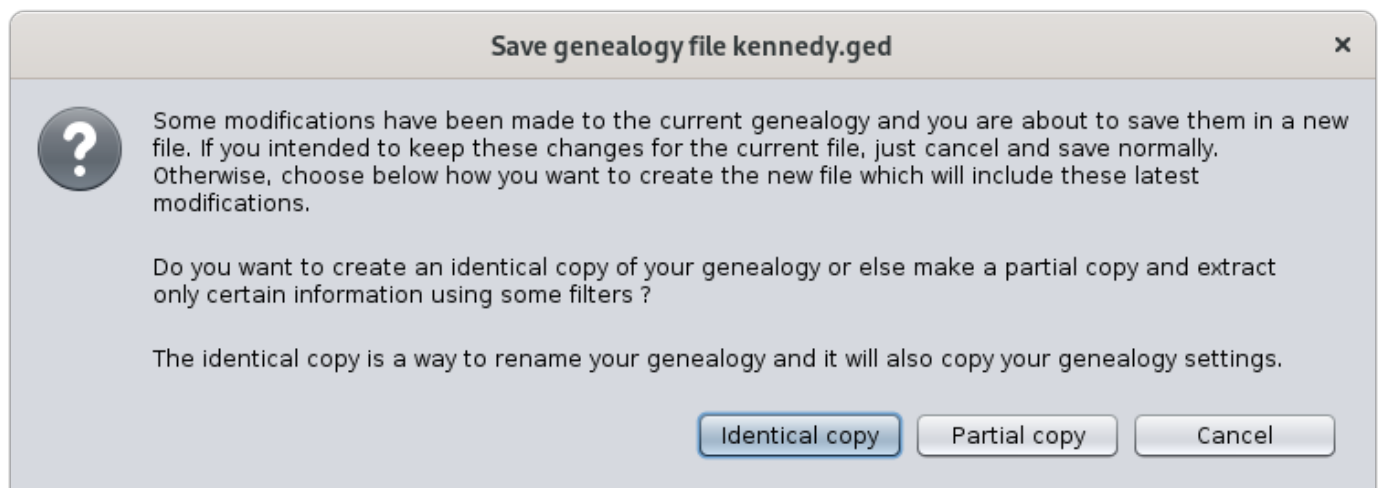 Save genealogy file kennedy.ged
Some modifications have been made to the current genealogy and you are about to save them in a new
file. If you intended to keep these changes for the current file, just cancel and save normally.
Otherwise, choose below how you want to create the new file which will include these latest
modifications.
Do you want to create an identical copy of your genealogy or else make a partial copy and extract
only certain information using some filters ?
The identical copy is a way to rename your genealogy and it will also copy your genealogy settings.
Identical copy Partial copy Cancel